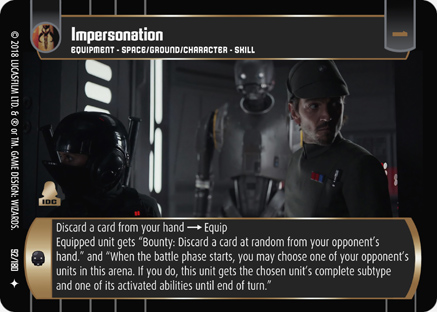 Impersonation
EQUIPMENT - SPACE/GROUND/CHARACTER - SKILL
© 2018 LUCASFILM LTD. & ® or TM. GAME DESIGN: WIZARDS.
IDC
Discard a card from your hand → Equip
Equipped unit gets “Bounty: Discard a card at random from your opponent's
hand.” and “When the battle phase starts, you may choose one of your opponent's
units in this arena. If you do, this unit gets the chosen unit's complete subtype
and one of its activated abilities until end of turn.”
92/180